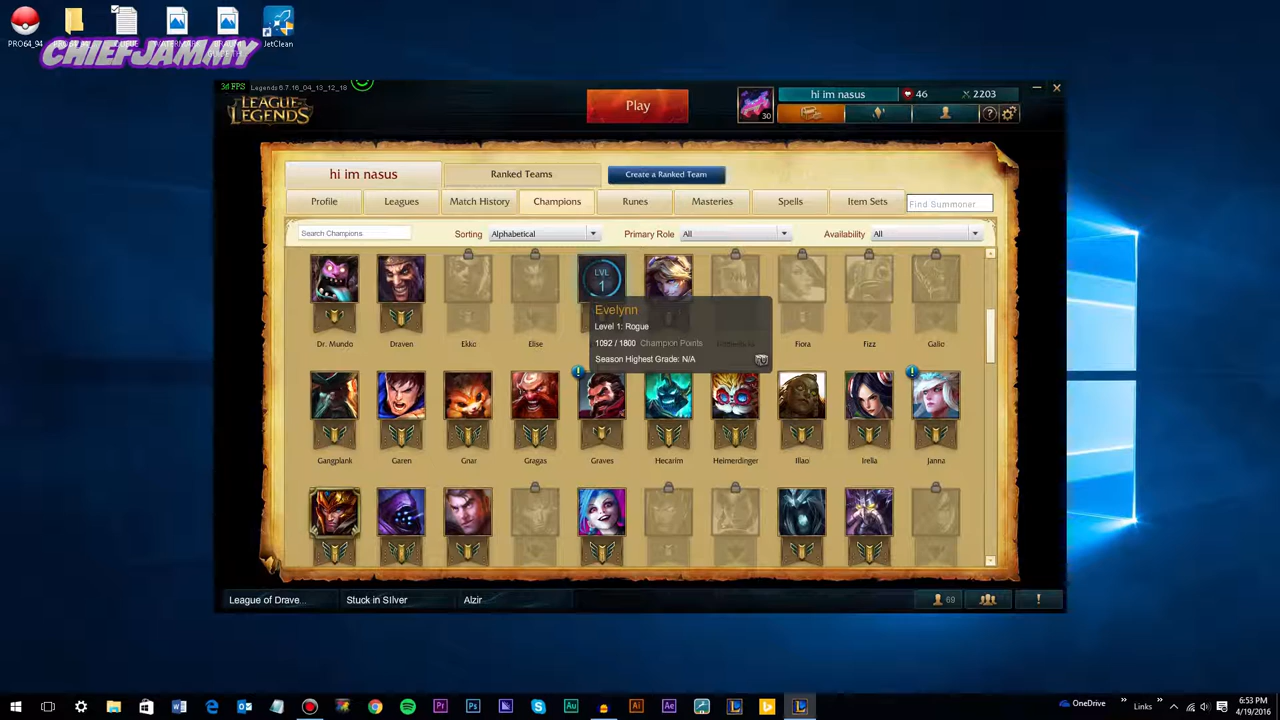 PRO64_94
QUEUE
WATERMARK
JetClean
CHIEFJAMMY
Legends 6.7.16_04_13_12_18
LEAGUE OF LEGENDS
Play
30
hi im nasus
46
2203
hi im nasus
Ranked Teams
Create a Ranked Team
Profile
Leagues
Match History
Champions
Runes
Masteries
Spells
Item Sets
Find Summoner
Search Champions
Sorting
Alphabetical
Primary Role
All
Availability
All
LVL
1
Evelynn
Level 1: Rogue
1092 / 1800 Champion Points
Season Highest Grade: N/A
Dr. Mundo
Draven
Ekko
Elise
Fiora
Fizz
Galio
Gangplank
Garen
Gnar
Gragas
Graves
Hecarim
Heimerdinger
Illaoi
Irelia
Janna
League of Drave...
Stuck in SIlver
Alzir
69
OneDrive
Links
6:53 PM
4/19/2016